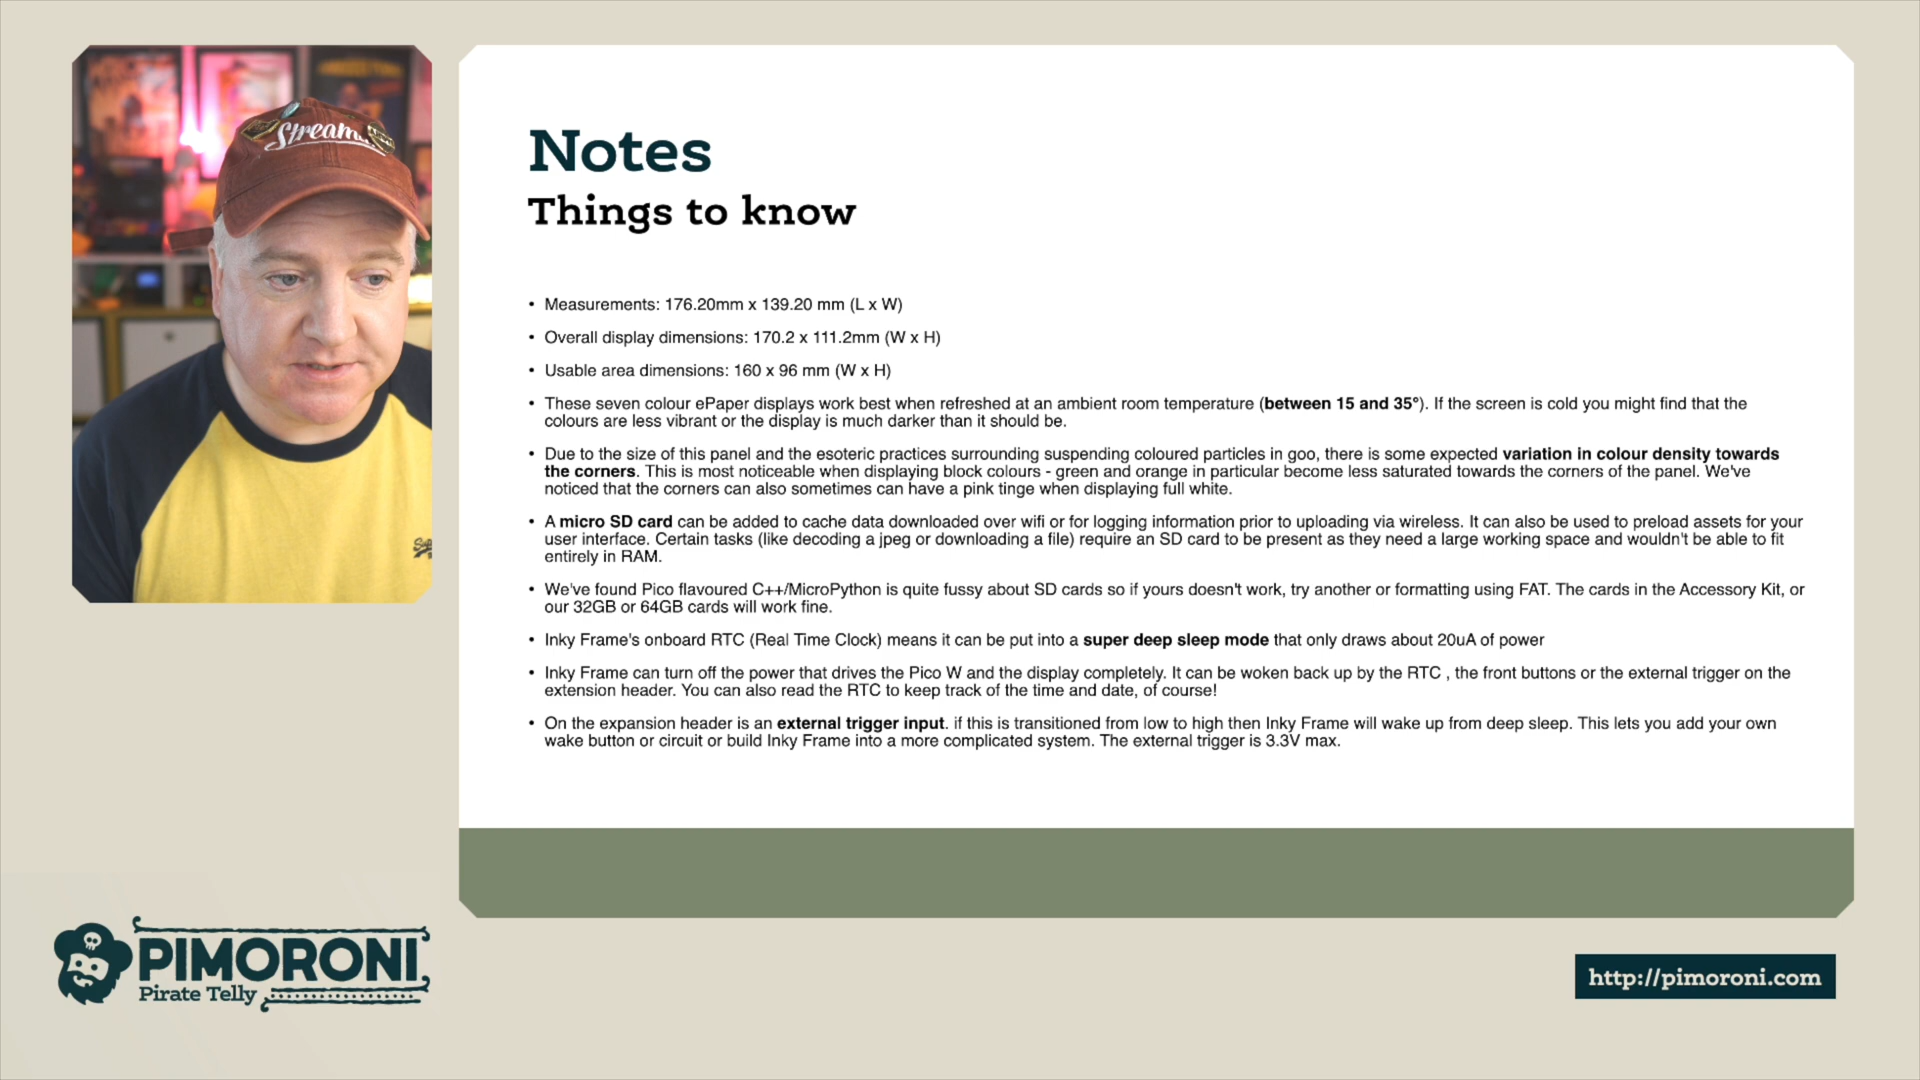 Stream
Notes
Things to know
• Measurements: 176.20mm x 139.20 mm (L x W)
• Overall display dimensions: 170.2 x 111.2mm (W x H)
• Usable area dimensions: 160 x 96 mm (W x H)
• These seven colour ePaper displays work best when refreshed at an ambient room temperature (between 15 and 35°). If the screen is cold you might find that the
colours are less vibrant or the display is much darker than it should be.
• Due to the size of this panel and the esoteric practices surrounding suspending coloured particles in goo, there is some expected variation in colour density towards
the corners. This is most noticeable when displaying block colours - green and orange in particular become less saturated towards the corners of the panel. We've
noticed that the corners can also sometimes can have a pink tinge when displaying full white.
• A micro SD card can be added to cache data downloaded over wifi or for logging information prior to uploading via wireless. It can also be used to preload assets for your
user interface. Certain tasks (like decoding a jpeg or downloading a file) require an SD card to be present as they need a large working space and wouldn't be able to fit
entirely in RAM.
• We've found Pico flavoured C++/MicroPython is quite fussy about SD cards so if yours doesn't work, try another or formatting using FAT. The cards in the Accessory Kit, or
our 32GB or 64GB cards will work fine.
• Inky Frame's onboard RTC (Real Time Clock) means it can be put into a super deep sleep mode that only draws about 20uA of power
• Inky Frame can turn off the power that drives the Pico W and the display completely. It can be woken back up by the RTC , the front buttons or the external trigger on the
extension header. You can also read the RTC to keep track of the time and date, of course!
• On the expansion header is an external trigger input. if this is transitioned from low to high then Inky Frame will wake up from deep sleep. This lets you add your own
wake button or circuit or build Inky Frame into a more complicated system. The external trigger is 3.3V max.
PIMORONI
Pirate Telly
http://pimoroni.com